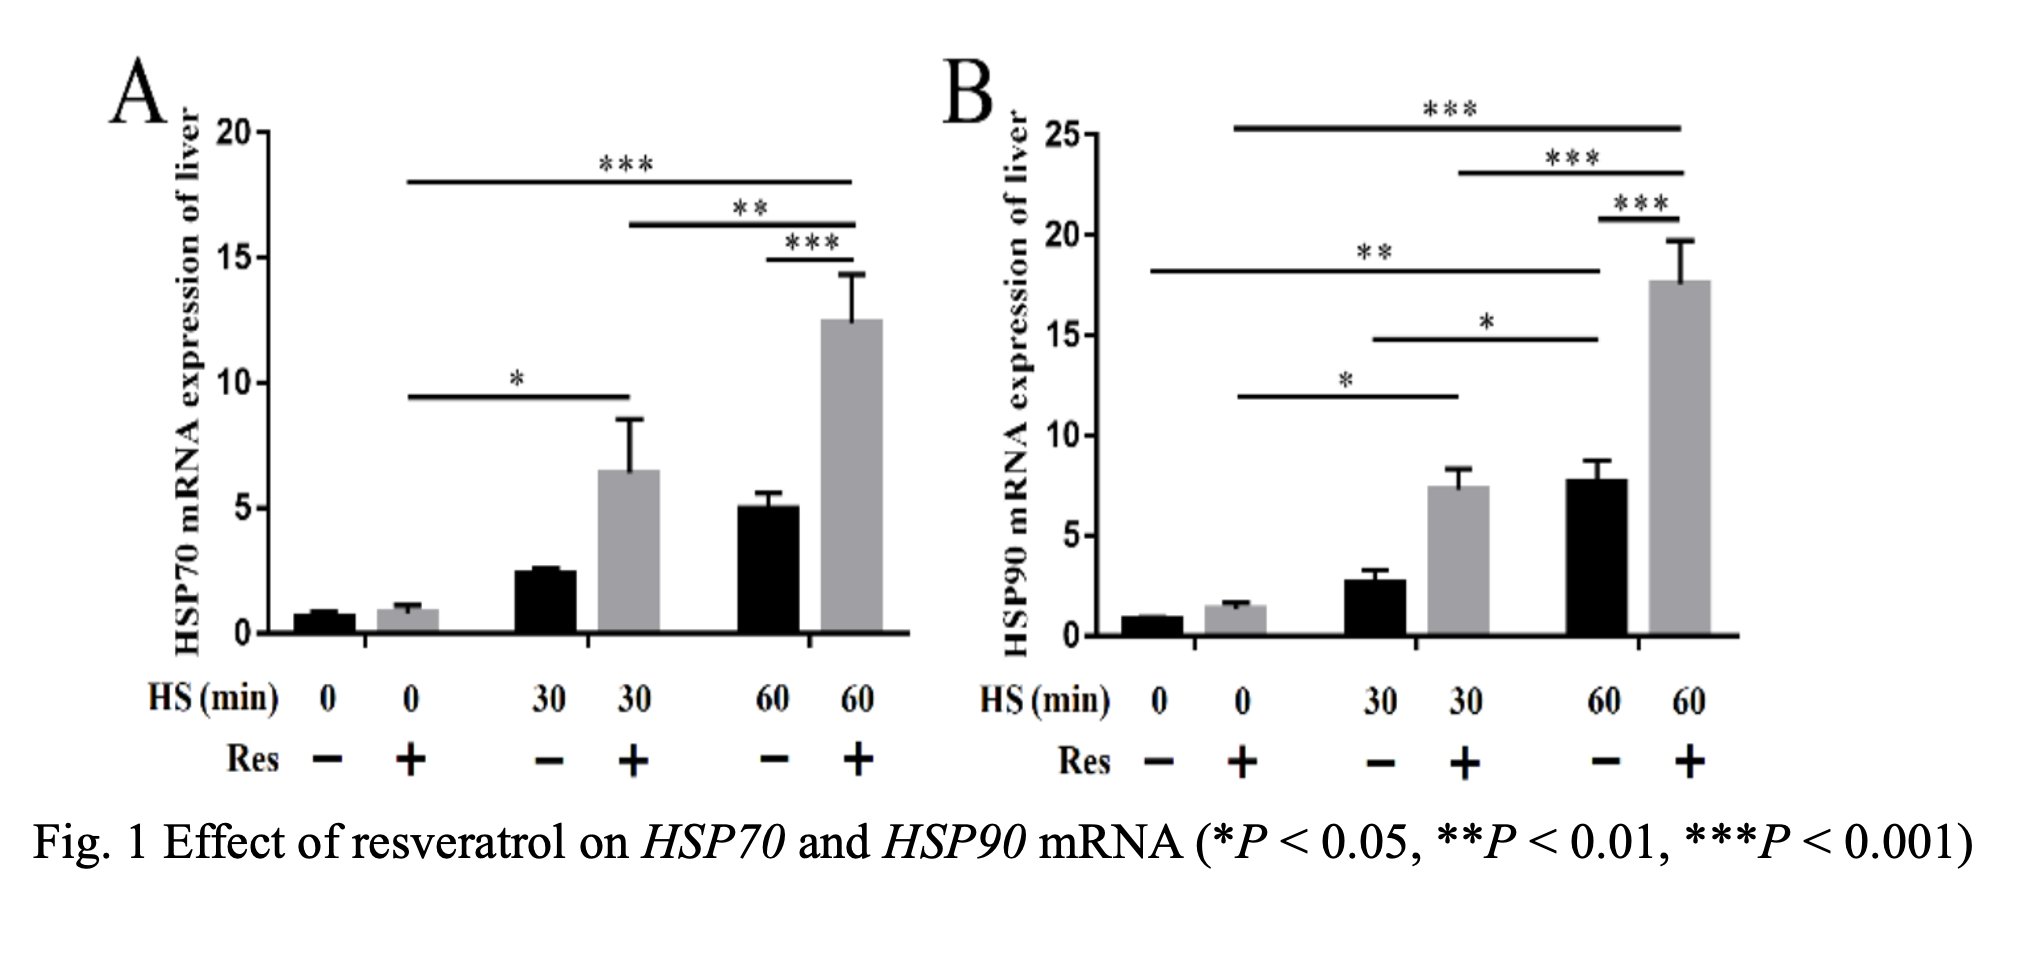 A
HSP70 mRNA expression of liver
20
15
10
5
0
***
**
***
*
HS (min) 0 0 30 30 60 60
Res − + − + − +
B
HSP90 mRNA expression of liver
25
20
15
10
5
0
***
***
***
**
*
*
HS (min) 0 0 30 30 60 60
Res − + − + − +
Fig. 1 Effect of resveratrol on HSP70 and HSP90 mRNA (*P < 0.05, **P < 0.01, ***P < 0.001)